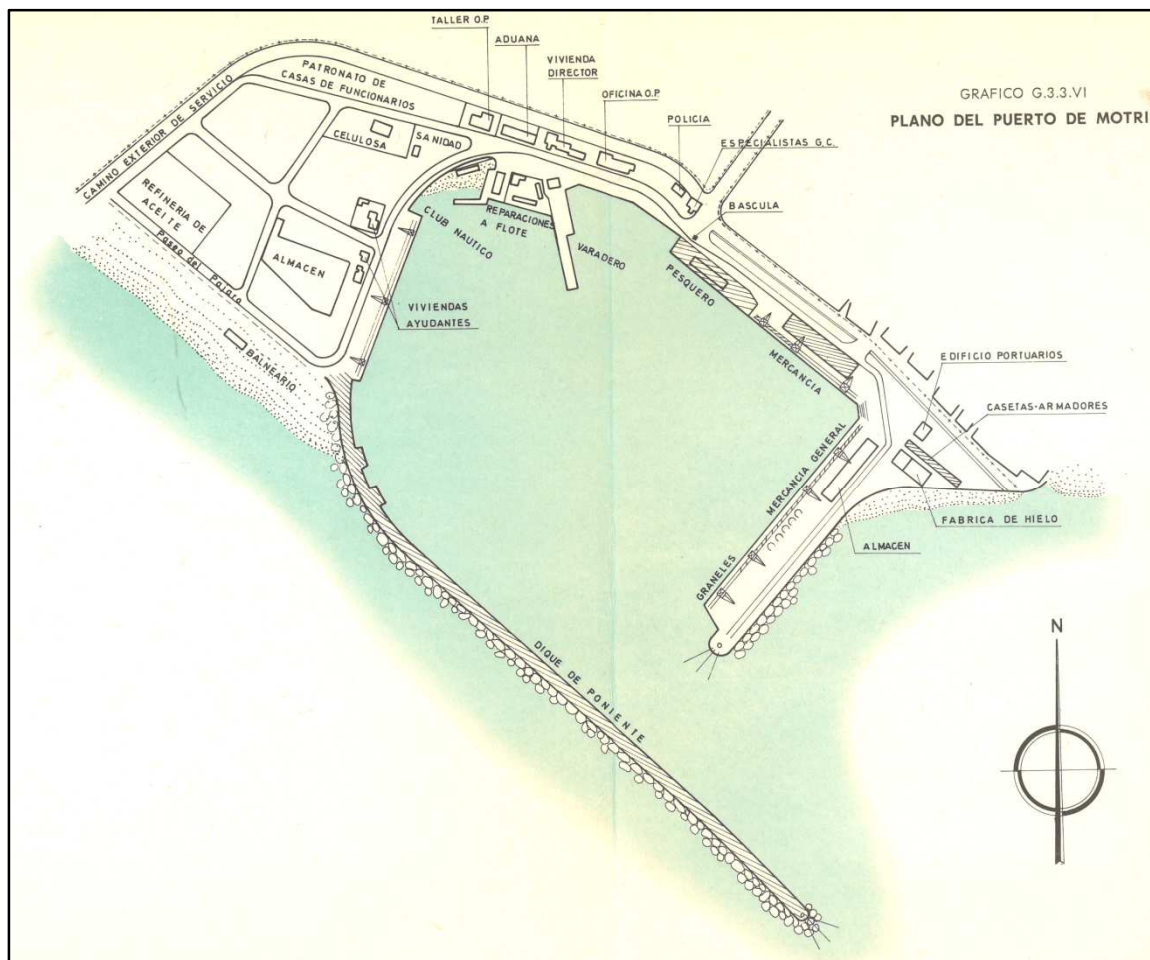 GRAFICO G.3.3.VI
PLANO DEL PUERTO DE MOTRI
TALLER O.P.
ADUANA
VIVIENDA
DIRECTOR
OFICINA O.P.
POLICIA
ESPECIALISTAS G.C.
BASCULA
PATRONATO DE
CASAS DE FUNCIONARIOS
CAMINO EXTERIOR DE SERVICIO
CELULOSA
SANIDAD
REFINERIA DE
ACEITE
ALMACEN
Paseo del Pajaro
BALNEARIO
VIVIENDAS
AYUDANTES
CLUB NAUTICO
REPARACIONES
A FLOTE
VARADERO
PESQUERO
MERCANCIA
MERCANCIA GENERAL
GRANELES
EDIFICIO PORTUARIOS
CASETAS-ARMADORES
FABRICA DE HIELO
ALMACEN
DIQUE DE PONIENTE
N